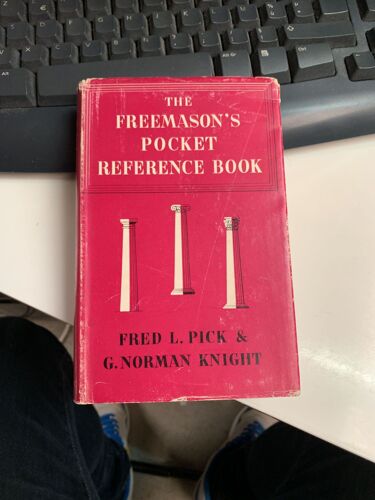 THE
FREEMASON'S
POCKET
REFERENCE BOOK
FRED L. PICK &
G. NORMAN KNIGHT